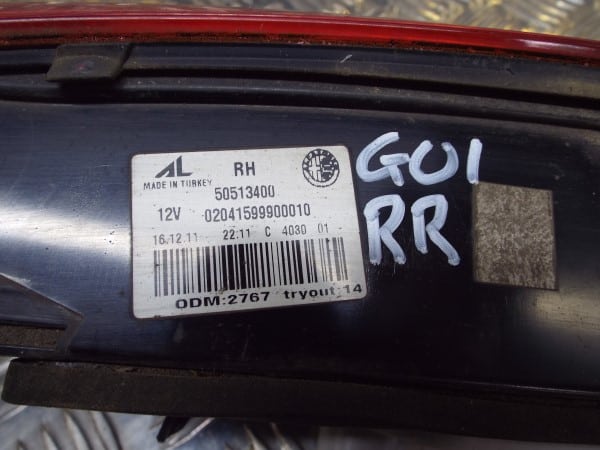 AL RH
MADE IN TURKEY
50513400
12V 02041599900010
16.12.11 22:11 C 4030 01
ODM:2767 tryout:14
G01
RR